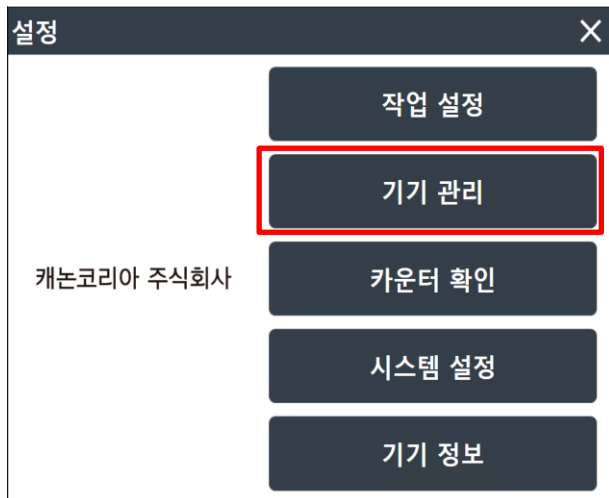 설정
작업 설정
기기 관리
캐논코리아 주식회사
카운터 확인
시스템 설정
기기 정보